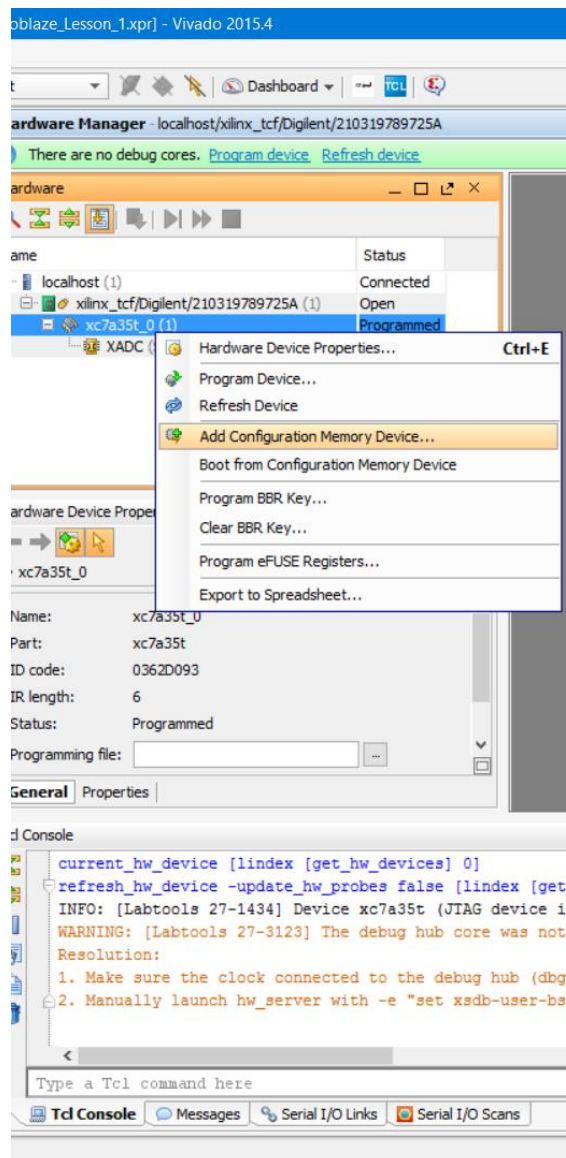 oblaze_Lesson_1.xpr] - Vivado 2015.4
Dashboard
TCL
ardware Manager - localhost/xilinx_tcf/Digilent/210319789725A
There are no debug cores. Program device Refresh device
ardware
ame Status
localhost (1) Connected
xilinx_tcf/Digilent/210319789725A (1) Open
xc7a35t_0 (1) Programmed
XADC (
Hardware Device Properties... Ctrl+E
Program Device...
Refresh Device
Add Configuration Memory Device...
Boot from Configuration Memory Device
Program BBR Key...
Clear BBR Key...
Program eFUSE Registers...
Export to Spreadsheet...
ardware Device Proper
xc7a35t_0
Name: xc7a35t_0
Part: xc7a35t
ID code: 0362D093
IR length: 6
Status: Programmed
Programming file: ...
General Properties
cl Console
current_hw_device [lindex [get_hw_devices] 0]
refresh_hw_device -update_hw_probes false [lindex [get
INFO: [Labtools 27-1434] Device xc7a35t (JTAG device i
WARNING: [Labtools 27-3123] The debug hub core was not
Resolution:
1. Make sure the clock connected to the debug hub (dbg
2. Manually launch hw_server with -e "set xsdb-user-bs
Type a Tcl command here
Tcl Console Messages Serial I/O Links Serial I/O Scans